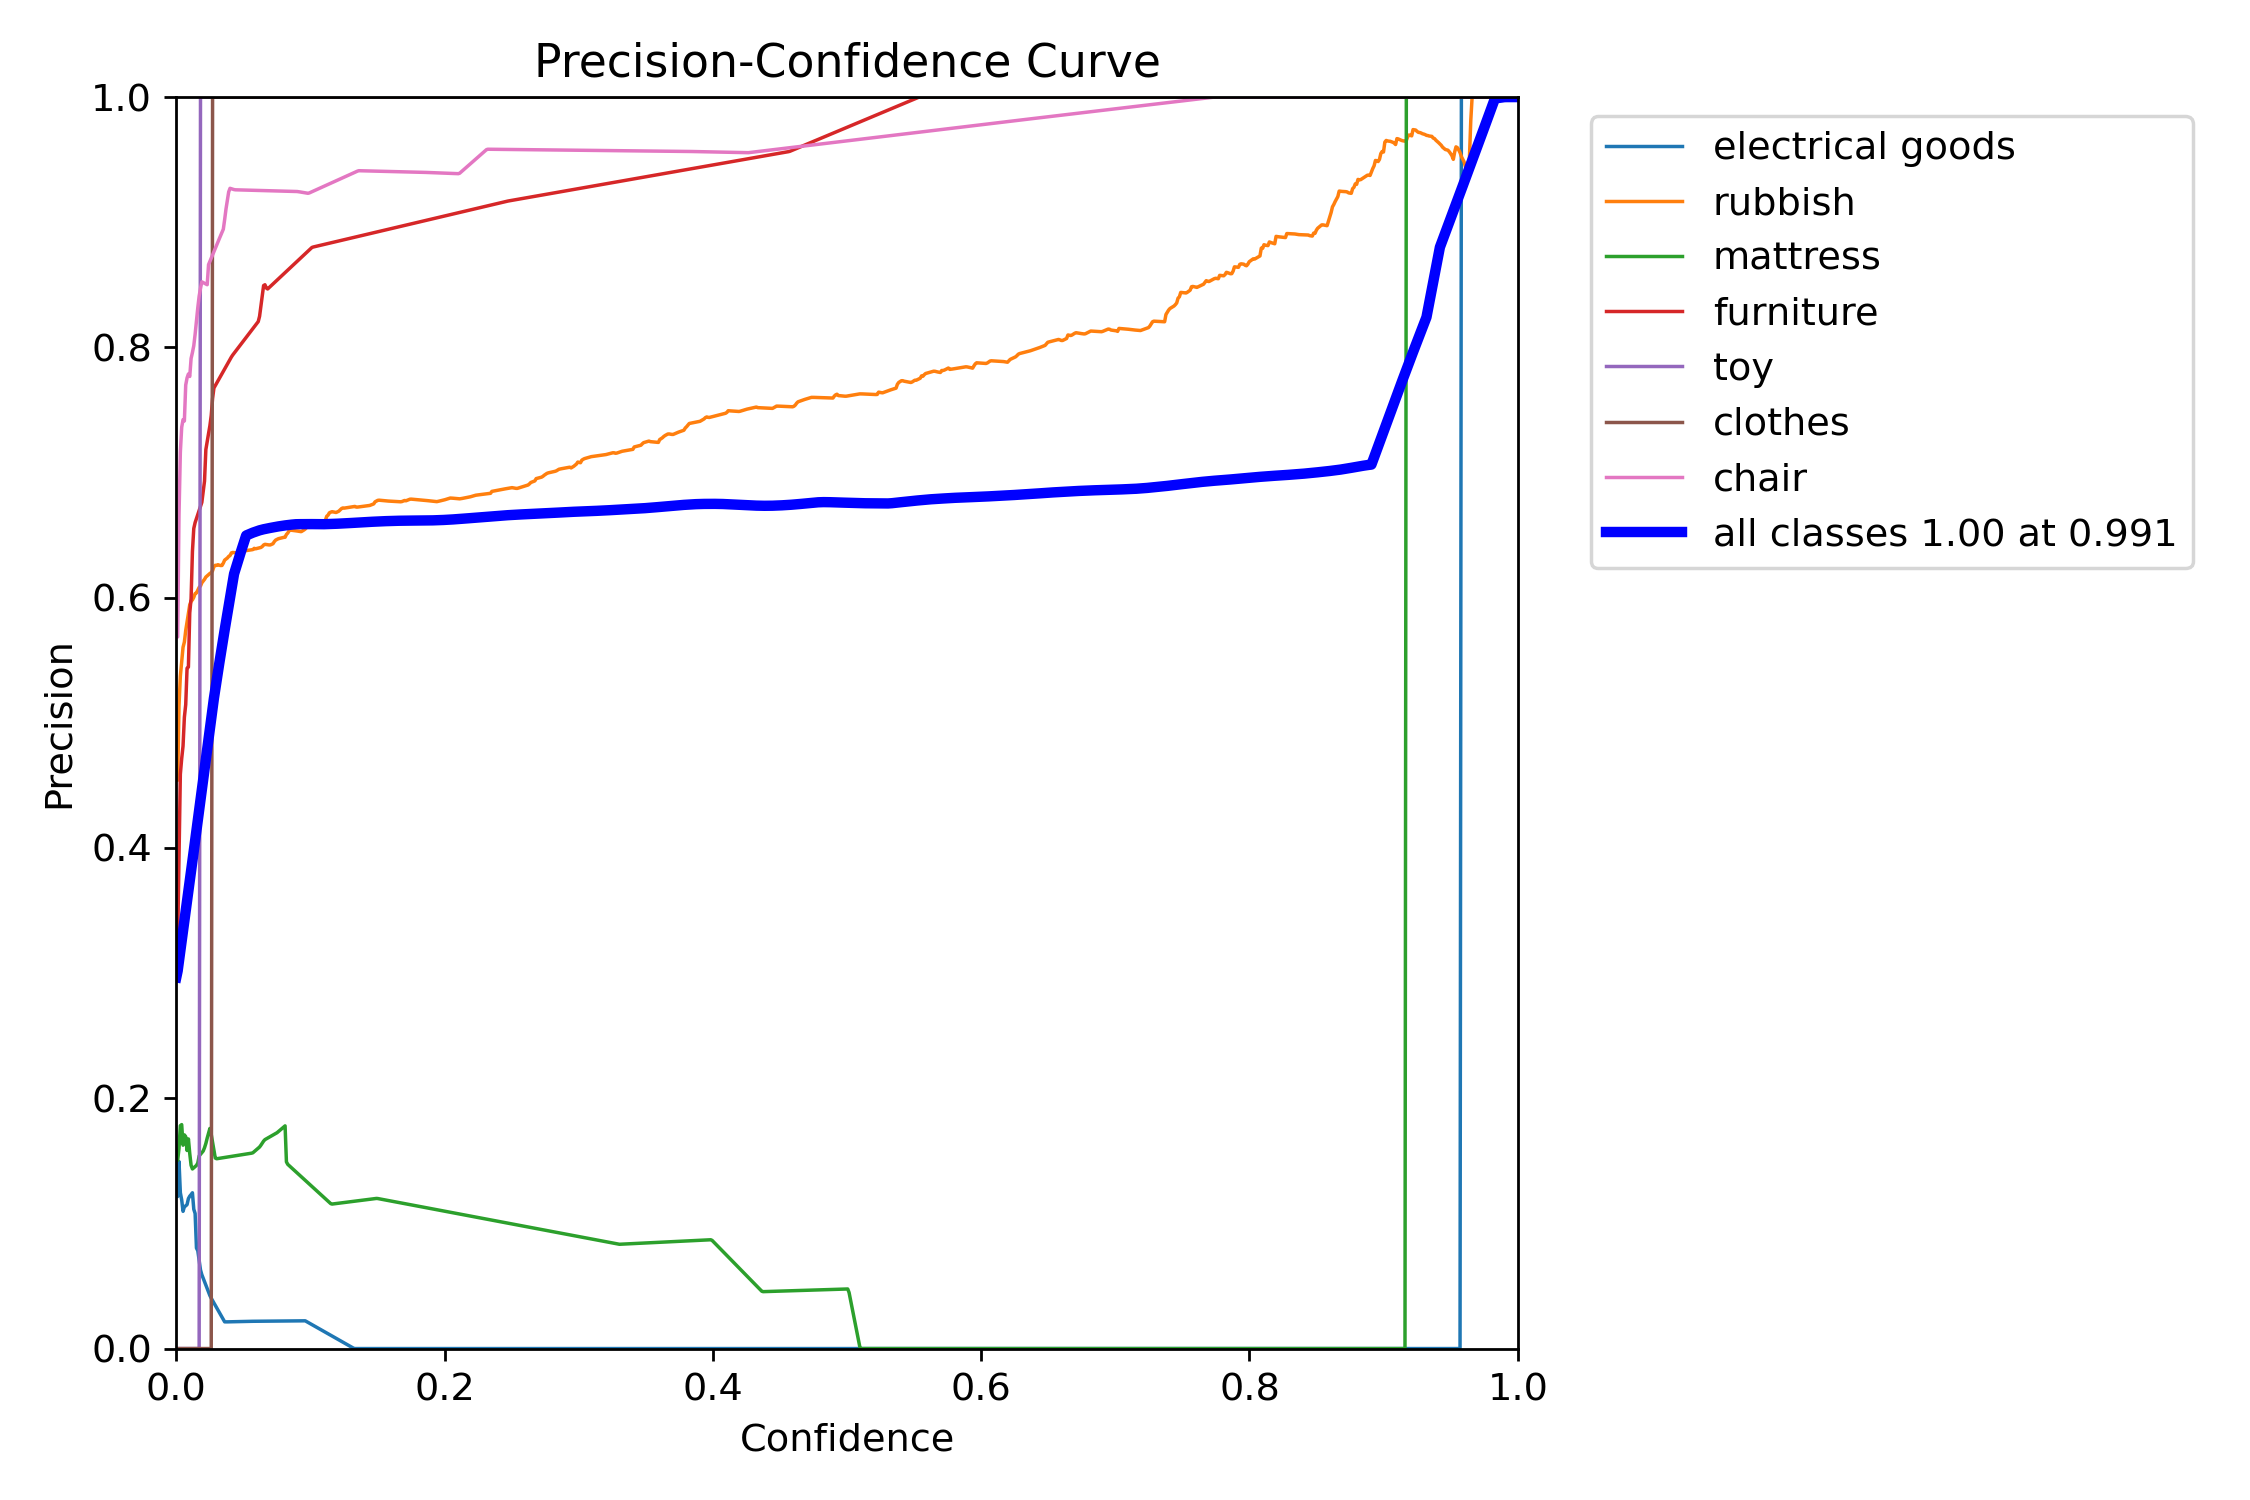 Precision-Confidence Curve
1.0
0.8
0.6
0.4
0.2
0.0
Precision
0.0 0.2 0.4 0.6 0.8 1.0
Confidence
electrical goods
rubbish
mattress
furniture
toy
clothes
chair
all classes 1.00 at 0.991